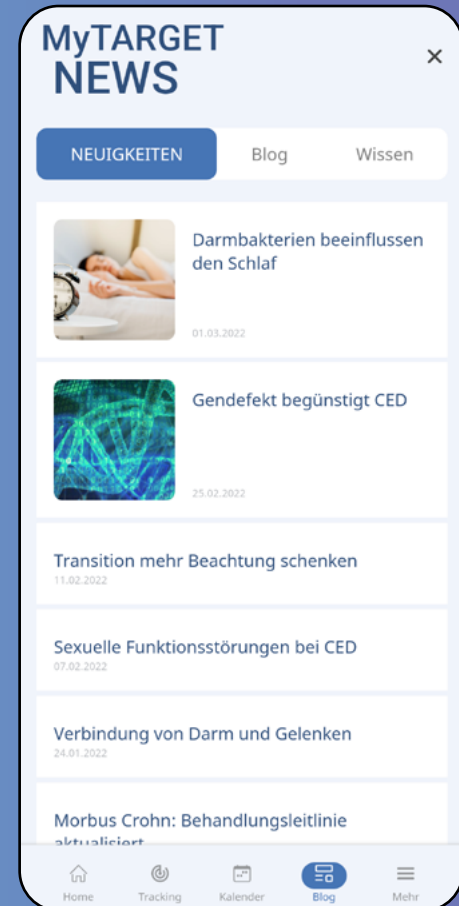 MyTARGET
NEWS
NEUIGKEITEN Blog Wissen
Darmbakterien beeinflussen
den Schlaf
01.03.2022
Gendefekt begünstigt CED
25.02.2022
Transition mehr Beachtung schenken
11.02.2022
Sexuelle Funktionsstörungen bei CED
07.02.2022
Verbindung von Darm und Gelenken
24.01.2022
Morbus Crohn: Behandlungsleitlinie
aktualisiert
Home Tracking Kalender Blog Mehr